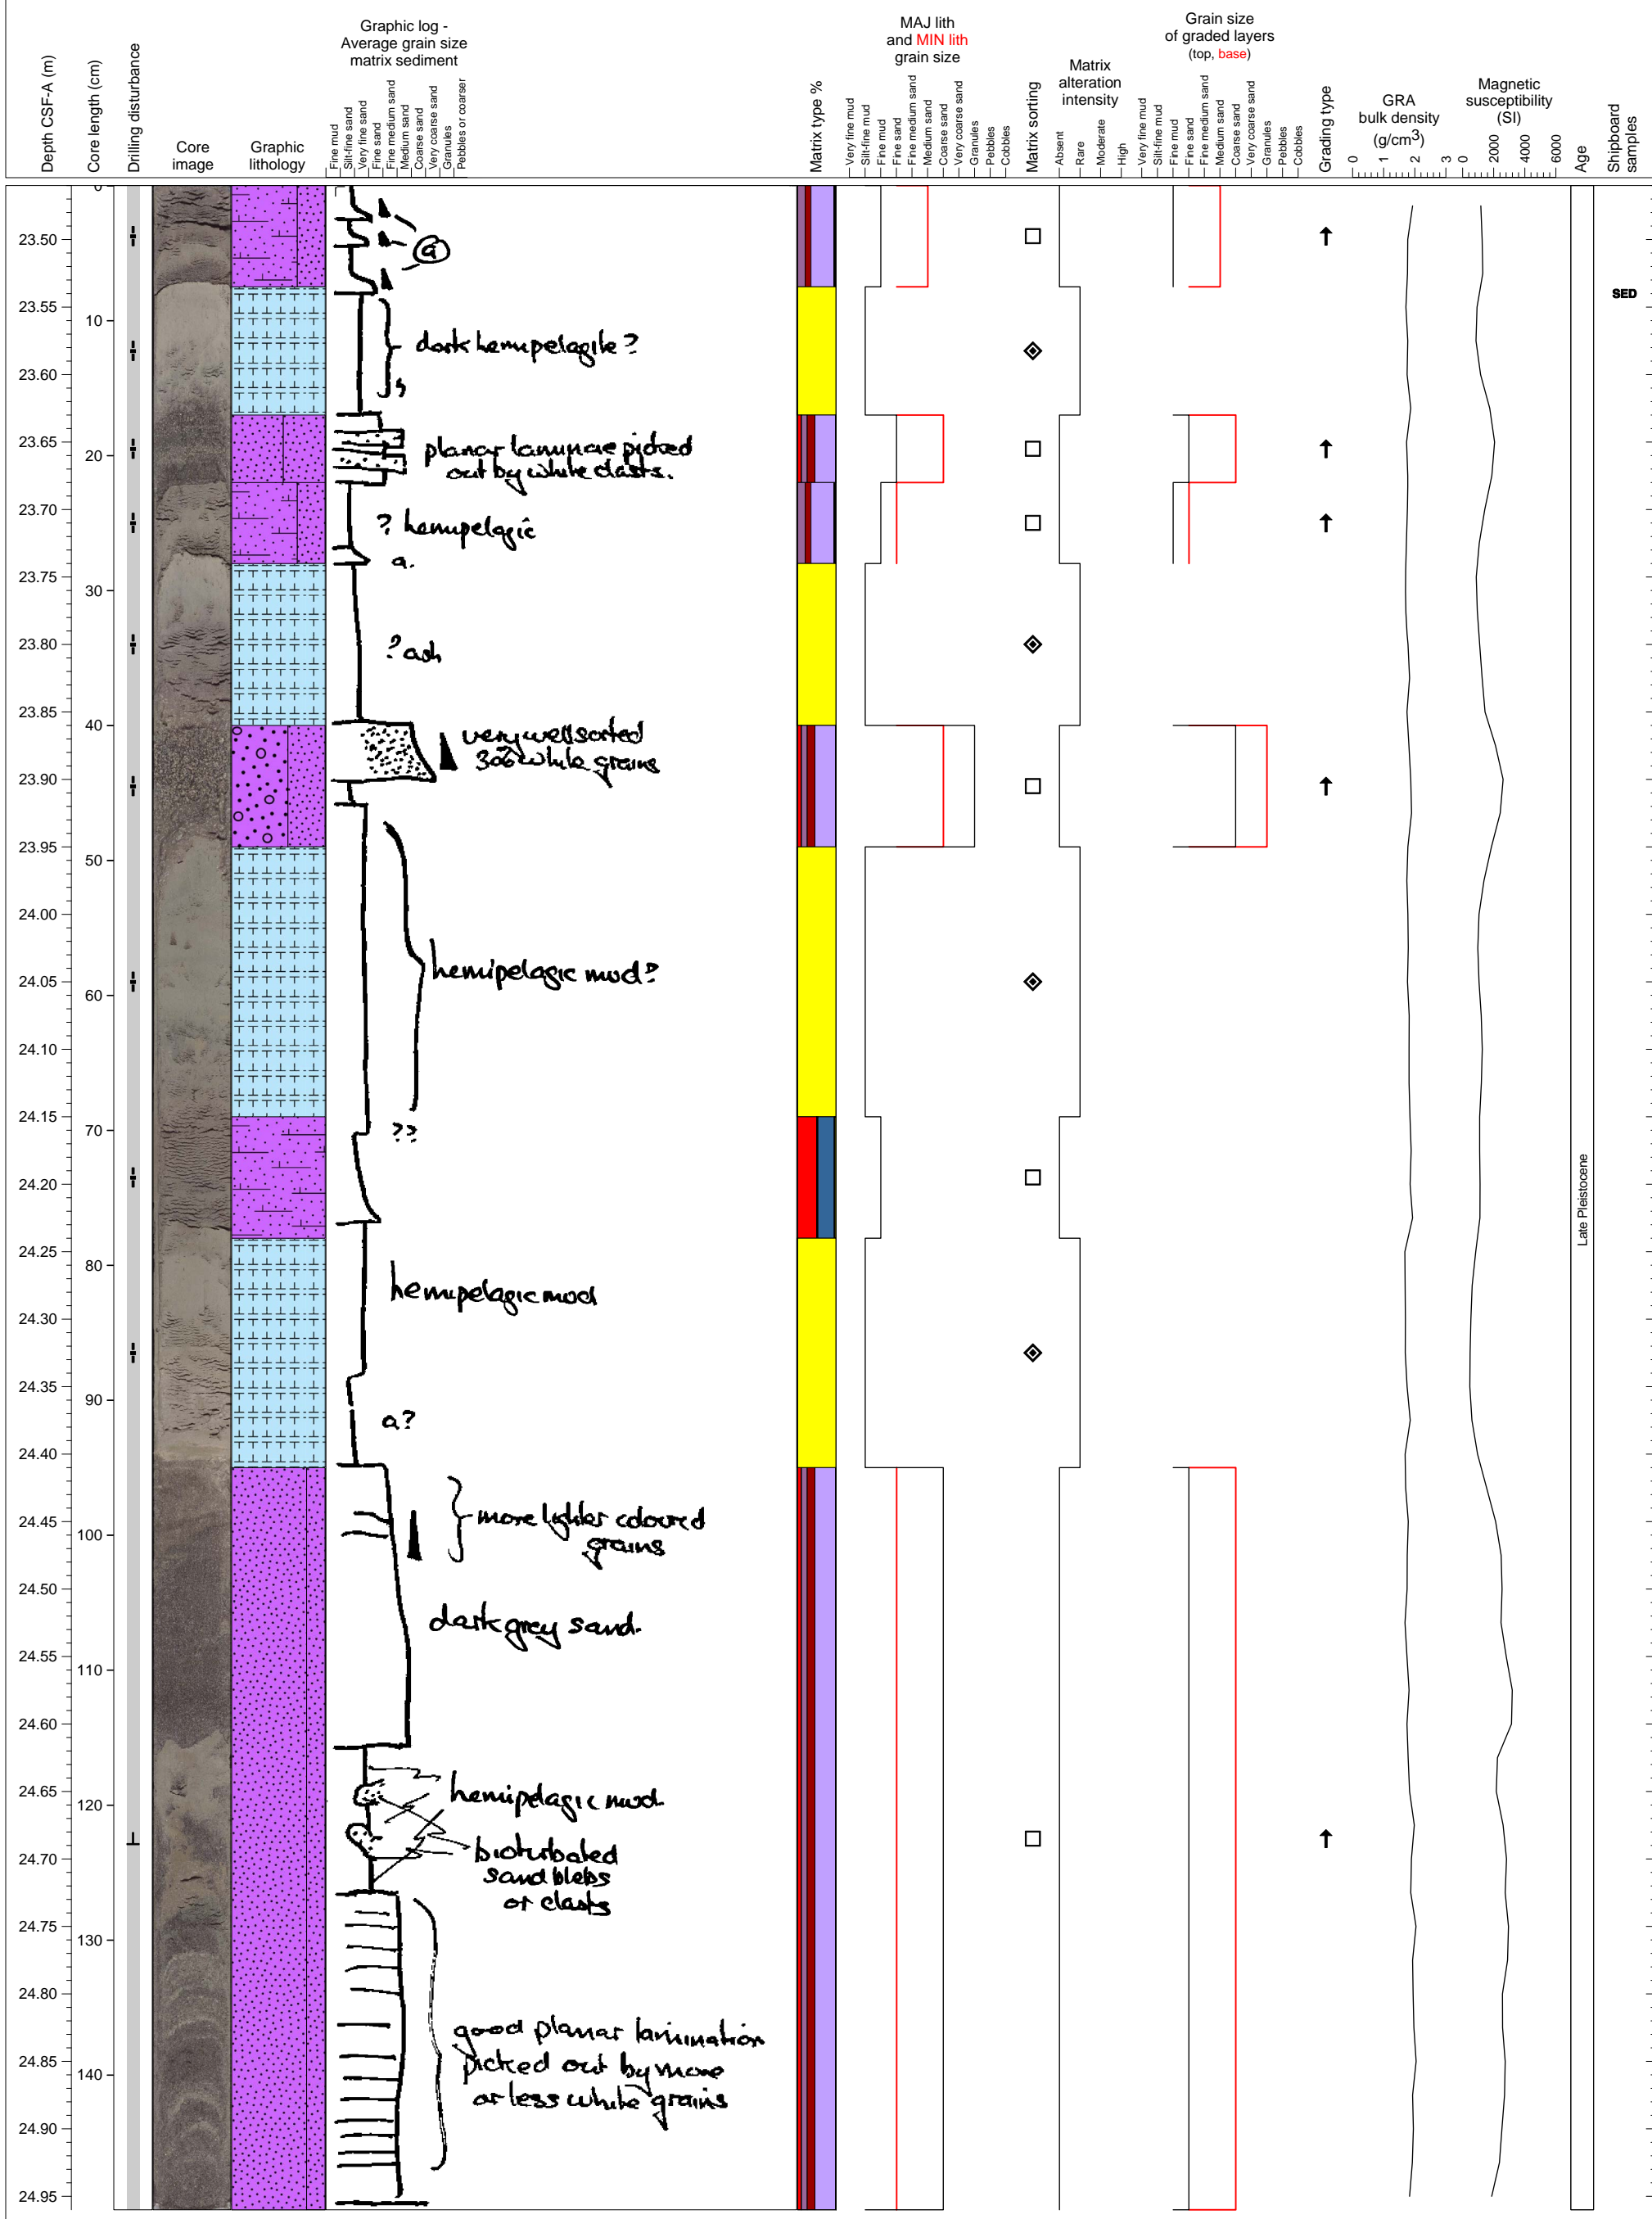 Depth CSF-A (m)
Core length (cm)
Drilling disturbance
Core
image
Graphic
lithology
Graphic log -
Average grain size
matrix sediment
Fine mud
Silt-fine sand
Very fine sand
Fine sand
Fine medium sand
Medium sand
Coarse sand
Very coarse sand
Granules
Pebbles or coarser
Matrix type %
MAJ lith
and MIN lith
grain size
Very fine mud
Silt-fine mud
Fine mud
Fine sand
Fine medium sand
Medium sand
Coarse sand
Very coarse sand
Granules
Pebbles
Cobbles
Matrix sorting
Matrix
alteration
intensity
Absent
Rare
Moderate
High
Grain size
of graded layers
(top, base)
Very fine mud
Silt-fine mud
Fine mud
Fine sand
Fine medium sand
Medium sand
Coarse sand
Very coarse sand
Granules
Pebbles
Cobbles
Grading type
GRA
bulk density
(g/cm3)
0 1 2 3
Magnetic
susceptibility
(SI)
0 2000 4000 6000
Age
Shipboard
samples
0
23.50
a
SED
23.55
10
dark hemipelagite?
23.60
23.65
20
planar laminae picked
out by white clasts.
23.70
? hemipelagic
a.
23.75
30
23.80
? ash
23.85
40
very well sorted
white grains
23.90
23.95
50
24.00
hemipelagic mud?
24.05
60
24.10
24.15
70
??
24.20
Late Pleistocene
24.25
80
hemipelagic mud
24.30
24.35
90
a?
24.40
24.45
100
more lighter coloured
grains
24.50
dark grey sand.
24.55
110
24.60
24.65
120
hemipelagic mud
bioturbated
sand blebs
or clasts
24.70
24.75
130
24.80
good planar lamination
picked out by more
or less white grains
24.85
140
24.90
24.95